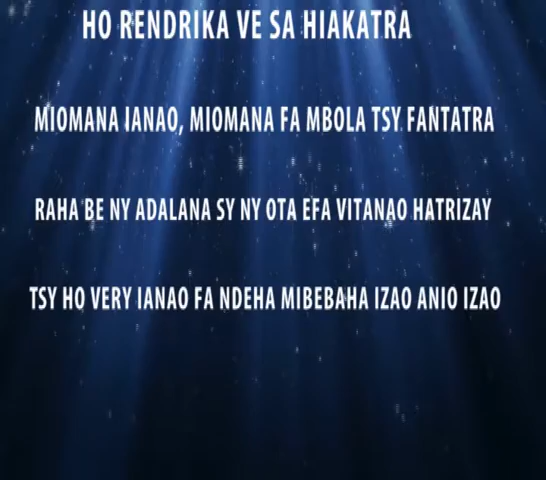 HO RENDRIKA VE SA HIAKATRA
MIOMANA IANAO, MIOMANA FA MBOLA TSY FANTATRA
RAHA BE NY ADALANA SY NY OTA EFA VITANAO HATRIZAY
TSY HO VERY IANAO FA NDEHA MIBEBAHA IZAO ANIO IZAO